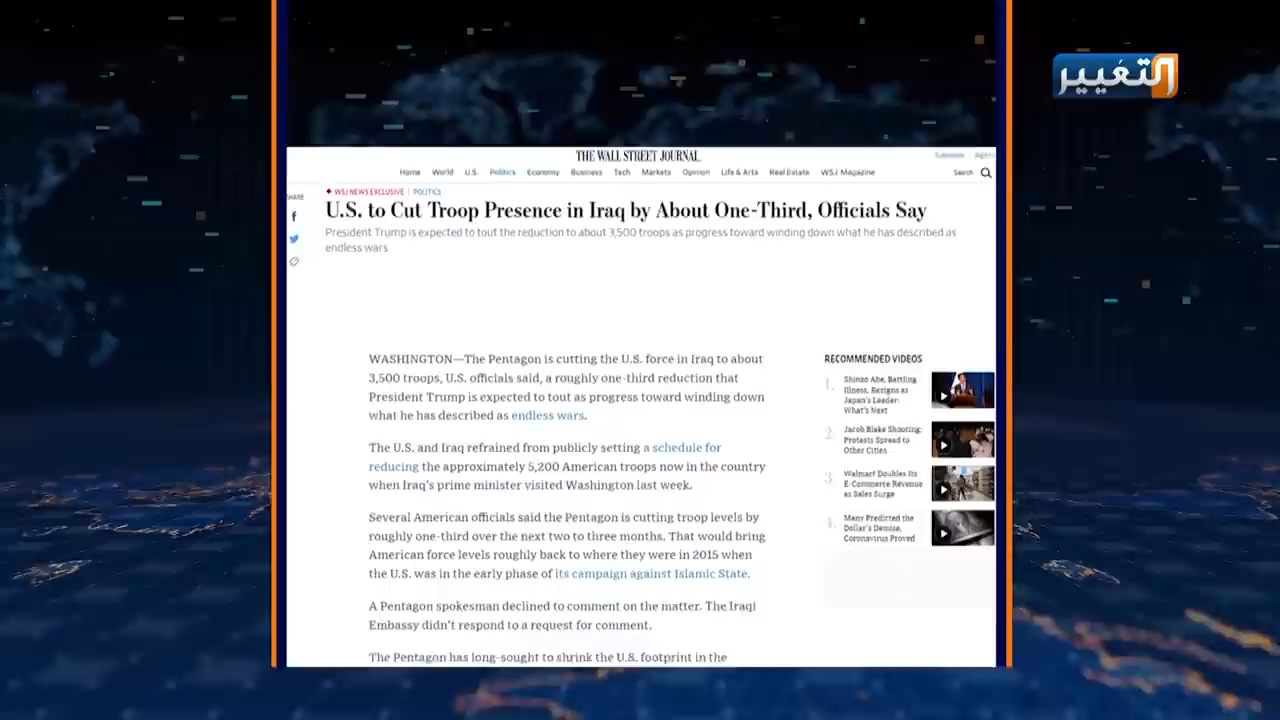 التغيير
THE WALL STREET JOURNAL.
Home World U.S. Politics Economy Business Tech Markets Opinion Life & Arts Real Estate WSJ. Magazine Search
SHARE
WSJ NEWS EXCLUSIVE | POLITICS
U.S. to Cut Troop Presence in Iraq by About One-Third, Officials Say
President Trump is expected to tout the reduction to about 3,500 troops as progress toward winding down what he has described as
endless wars
WASHINGTON—The Pentagon is cutting the U.S. force in Iraq to about
3,500 troops, U.S. officials said, a roughly one-third reduction that
President Trump is expected to tout as progress toward winding down
what he has described as endless wars.
The U.S. and Iraq refrained from publicly setting a schedule for
reducing the approximately 5,200 American troops now in the country
when Iraq's prime minister visited Washington last week.
Several American officials said the Pentagon is cutting troop levels by
roughly one-third over the next two to three months. That would bring
American force levels roughly back to where they were in 2015 when
the U.S. was in the early phase of its campaign against Islamic State.
A Pentagon spokesman declined to comment on the matter. The Iraqi
Embassy didn't respond to a request for comment.
The Pentagon has long-sought to shrink the U.S. footprint in the
RECOMMENDED VIDEOS
1. Shinzo Abe, Battling
Illness, Resigns as
Japan's Leader:
What's Next
2. Jacob Blake Shooting:
Protests Spread to
Other Cities
3. Walmart Doubles Its
E-Commerce Revenue
as Sales Surge
4. Many Predicted the
Dollar's Demise,
Coronavirus Proved